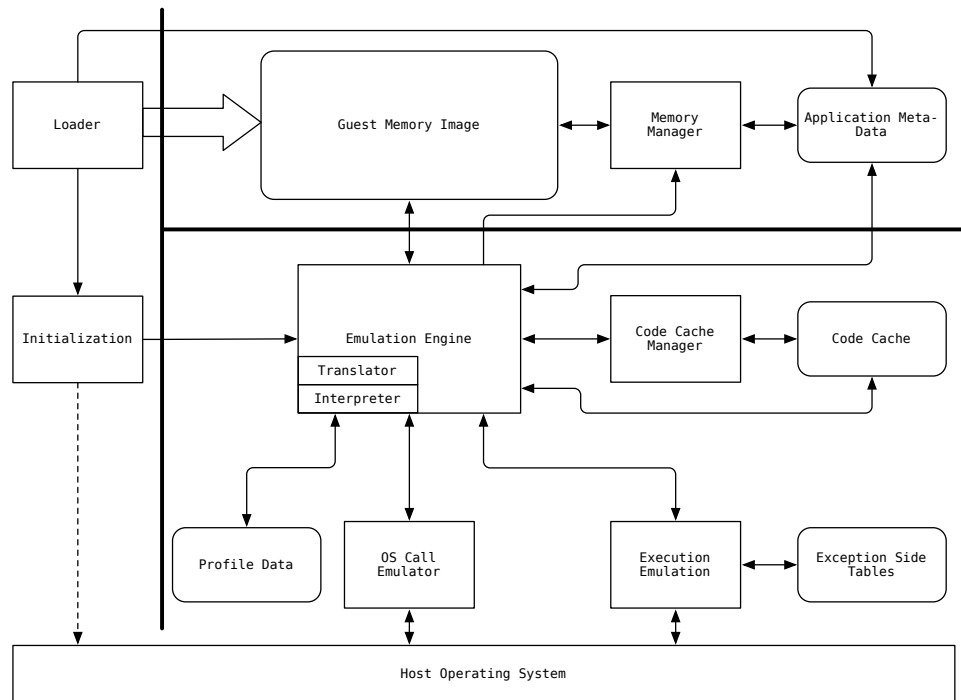 Loader
Guest Memory Image
Memory
Manager
Application Meta-
Data
Initialization
Emulation Engine
Translator
Interpreter
Code Cache
Manager
Code Cache
Profile Data
OS Call
Emulator
Execution
Emulation
Exception Side
Tables
Host Operating System